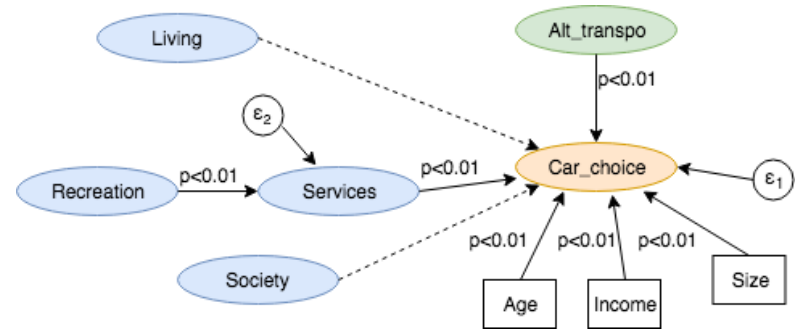 Living
Alt_transpo
p<0.01
ε2
Car_choice
p<0.01
p<0.01
Recreation
Services
ε1
p<0.01
p<0.01
p<0.01
Society
Age
Income
Size